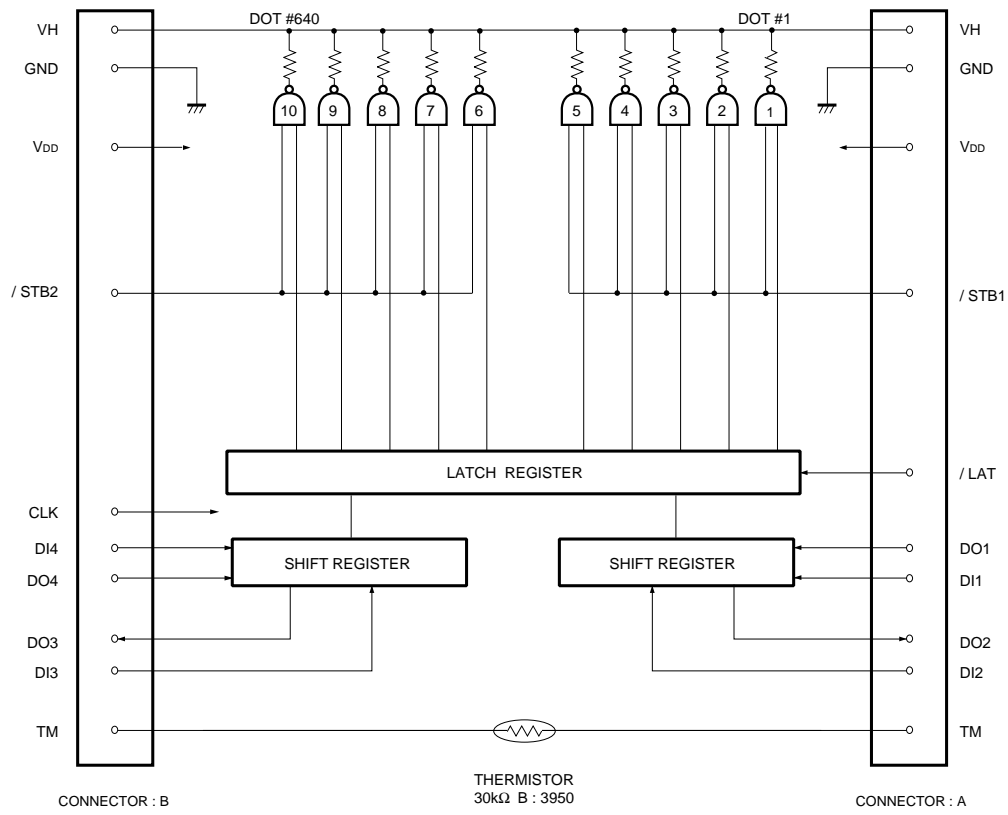 DOT #640
DOT #1
VH
VH
GND
GND
10
9
8
7
6
5
4
3
2
1
VDD
VDD
/ STB2
/ STB1
LATCH REGISTER
/ LAT
CLK
DI4
SHIFT REGISTER
SHIFT REGISTER
DO1
DO4
DI1
DO3
DO2
DI3
DI2
TM
TM
THERMISTOR
30kΩ B : 3950
CONNECTOR : B
CONNECTOR : A